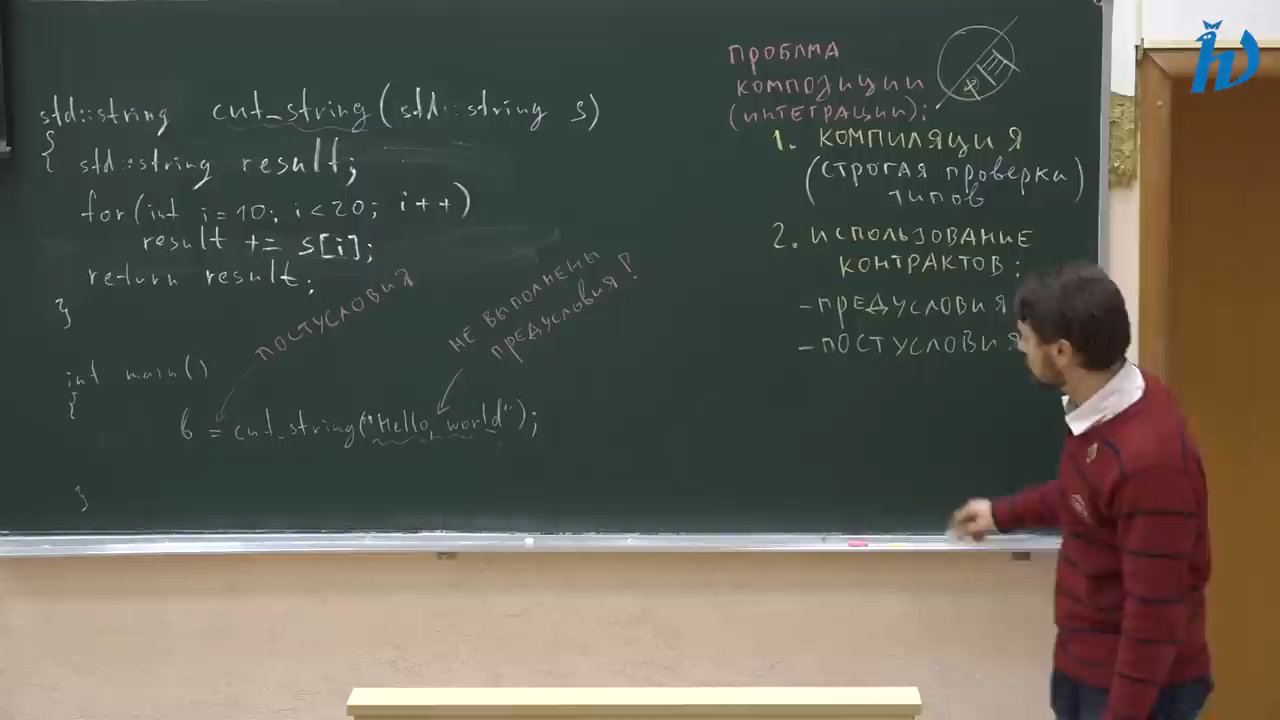 std::string cut_string(std::string s)
{ std::string result;
for(int i=10; i<20; i++)
result += s[i];
return result;
}
ПОСТУСЛОВИЯ
НЕ ВЫПОЛНЕНЫ
ПРЕДУСЛОВИЯ!
int main()
{
b = cut_string("Hello, world");
}
ПРОБЛМА
КОМПОЗИЦИИ
(ИНТЕГРАЦИИ):
1. КОМПИЛЯЦИЯ
(СТРОГАЯ ПРОВЕРКА)
ТИПОВ
2. ИСПОЛЬЗОВАНИЕ
КОНТРАКТОВ:
- ПРЕДУСЛОВИЯ
- ПОСТУСЛОВИЯ